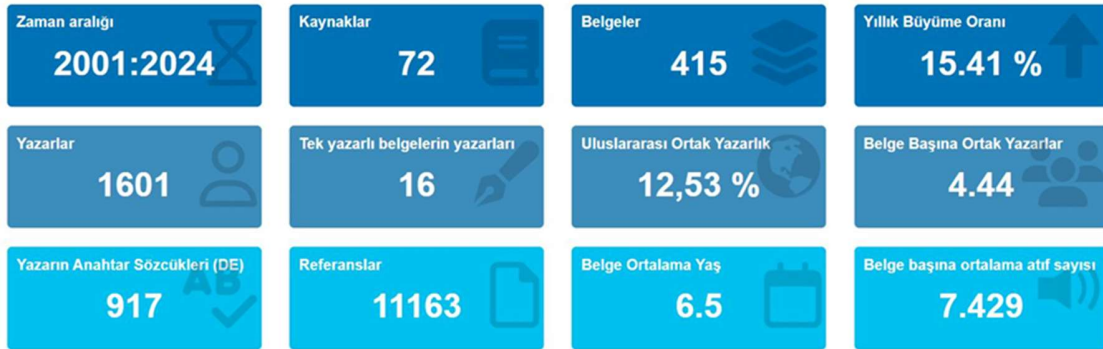 Zaman aralığı
2001:2024
Kaynaklar
72
Belgeler
415
Yıllık Büyüme Oranı
15.41 %
Yazarlar
1601
Tek yazarlı belgelerin yazarları
16
Uluslararası Ortak Yazarlık
12,53 %
Belge Başına Ortak Yazarlar
4.44
Yazarın Anahtar Sözcükleri (DE)
AB
917
Referanslar
11163
Belge Ortalama Yaş
6.5
Belge başına ortalama atıf sayısı
7.429